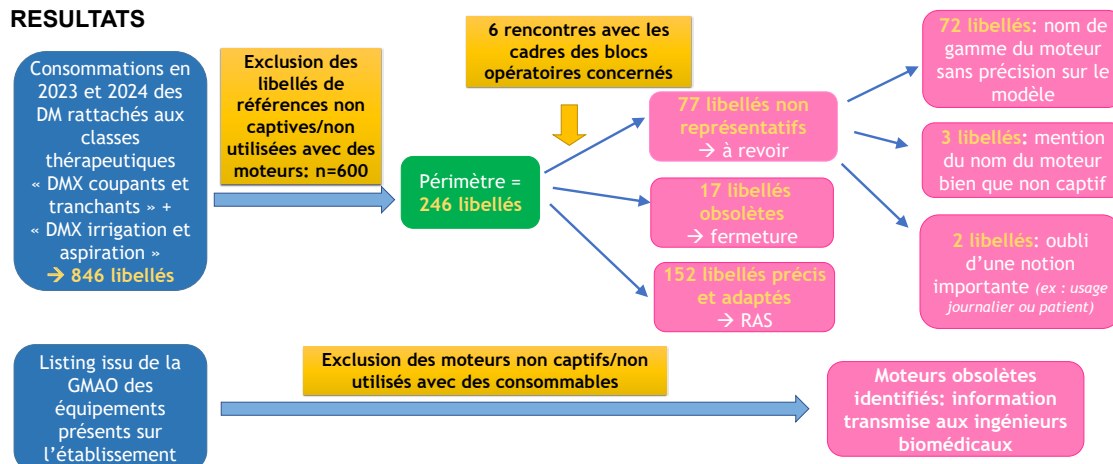 RESULTATS
Consommations en
2023 et 2024 des
DM rattachés aux
classes
thérapeutiques
« DMX coupants et
tranchants » +
« DMX irrigation et
aspiration »
→ 846 libellés
Exclusion des
libellés de
références non
captives/non
utilisées avec des
moteurs: n=600
Périmètre =
246 libellés
6 rencontres avec les
cadres des blocs
opératoires concernés
77 libellés non
représentatifs
→ à revoir
17 libellés
obsolètes
→ fermeture
152 libellés précis
et adaptés
→ RAS
72 libellés: nom de
gamme du moteur
sans précision sur le
modèle
3 libellés: mention
du nom du moteur
bien que non captif
2 libellés: oubli
d’une notion
importante (ex : usage
journalier ou patient)
Listing issu de la
GMAO des
équipements
présents sur
l’établissement
Exclusion des moteurs non captifs/non
utilisés avec des consommables
Moteurs obsolètes
identifiés: information
transmise aux ingénieurs
biomédicaux